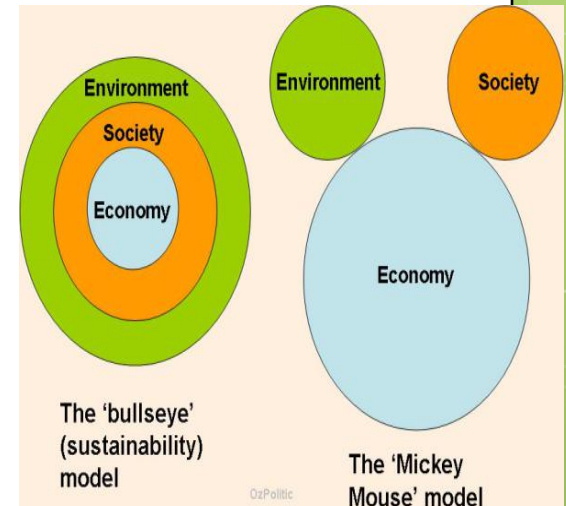 Environment
Society
Economy
The 'bullseye'
(sustainability)
model
Environment
Society
Economy
The 'Mickey
Mouse' model
OzPolitic